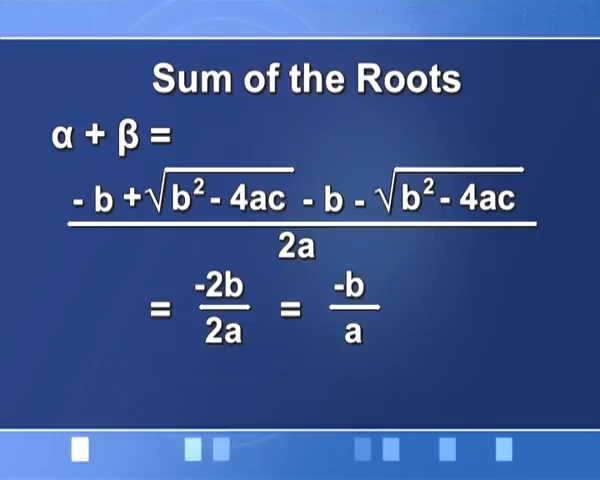 Sum of the Roots
α + β =
- b + √b² - 4ac - b - √b² - 4ac
2a
= -2b/2a = -b/a